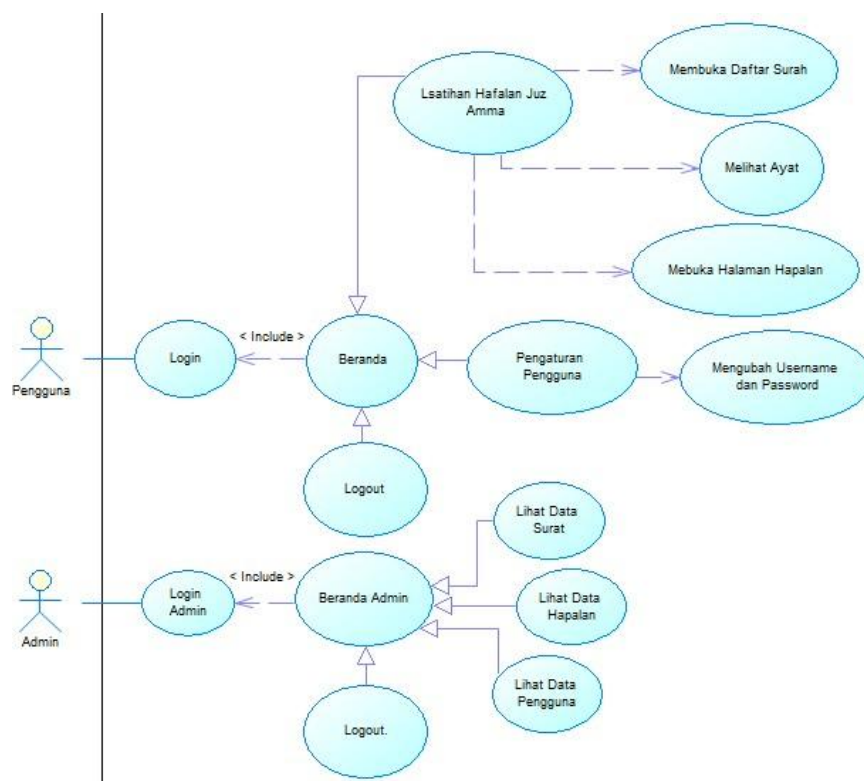 Lsatihan Hafalan Juz
Amma
Membuka Daftar Surah
Melihat Ayat
Mebuka Halaman Hapalan
Pengguna
Login
< Include >
Beranda
Pengaturan
Pengguna
Mengubah Username
dan Password
Logout
Lihat Data
Surat
Admin
Login
Admin
< Include >
Beranda Admin
Lihat Data
Hapalan
Lihat Data
Pengguna
Logout.